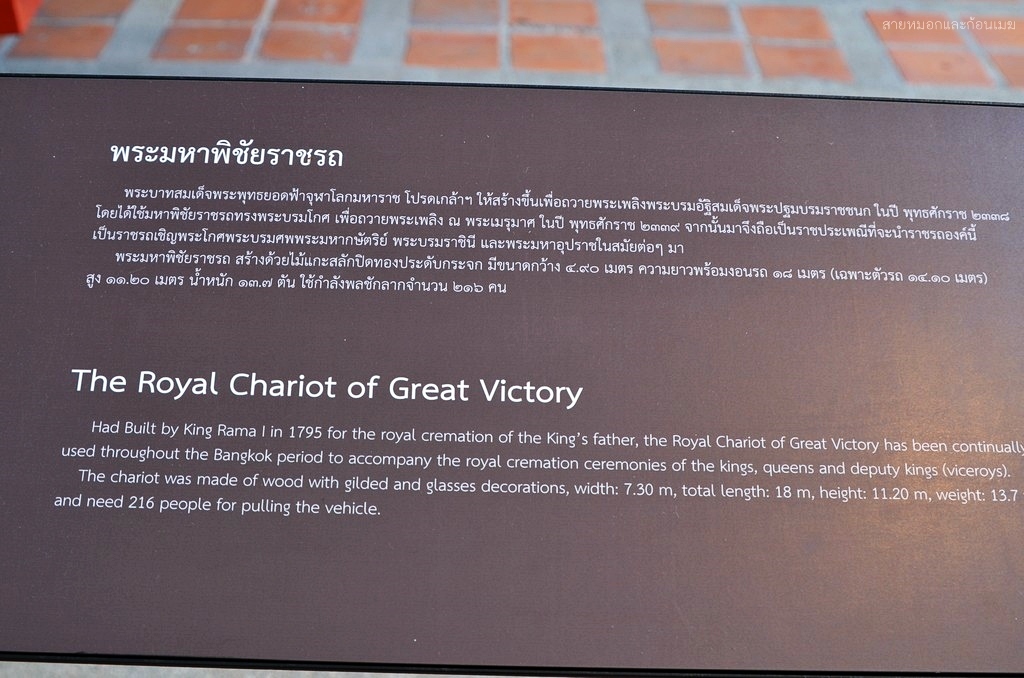 สายหมอกและก้อนเมฆ
พระมหาพิชัยราชรถ
พระบาทสมเด็จพระพุทธยอดฟ้าจุฬาโลกมหาราช โปรดเกล้าฯ ให้สร้างขึ้นเพื่อถวายพระเพลิงพระบรมอัฐิสมเด็จพระปฐมบรมราชชนก ในปี พุทธศักราช ๒๓๓๘
โดยได้ใช้มหาพิชัยราชรถทรงพระบรมโกศ เพื่อถวายพระเพลิง ณ พระเมรุมาศ ในปี พุทธศักราช ๒๓๓๙ จากนั้นมาจึงถือเป็นราชประเพณีที่จะนำราชรถองค์นี้
เป็นราชรถเชิญพระโกศพระบรมศพพระมหากษัตริย์ พระบรมราชินี และพระมหาอุปราชในสมัยต่อๆ มา
พระมหาพิชัยราชรถ สร้างด้วยไม้แกะสลักปิดทองประดับกระจก มีขนาดกว้าง ๔.๙๐ เมตร ความยาวพร้อมงอนรถ ๑๘ เมตร (เฉพาะตัวรถ ๑๔.๑๐ เมตร)
สูง ๑๑.๒๐ เมตร น้ำหนัก ๑๓.๗ ตัน ใช้กำลังพลชักลากจำนวน ๒๑๖ คน
The Royal Chariot of Great Victory
Had Built by King Rama I in 1795 for the royal cremation of the King's father, the Royal Chariot of Great Victory has been continually
used throughout the Bangkok period to accompany the royal cremation ceremonies of the kings, queens and deputy kings (viceroys).
The chariot was made of wood with gilded and glasses decorations, width: 7.30 m, total length: 18 m, height: 11.20 m, weight: 13.7
and need 216 people for pulling the vehicle.